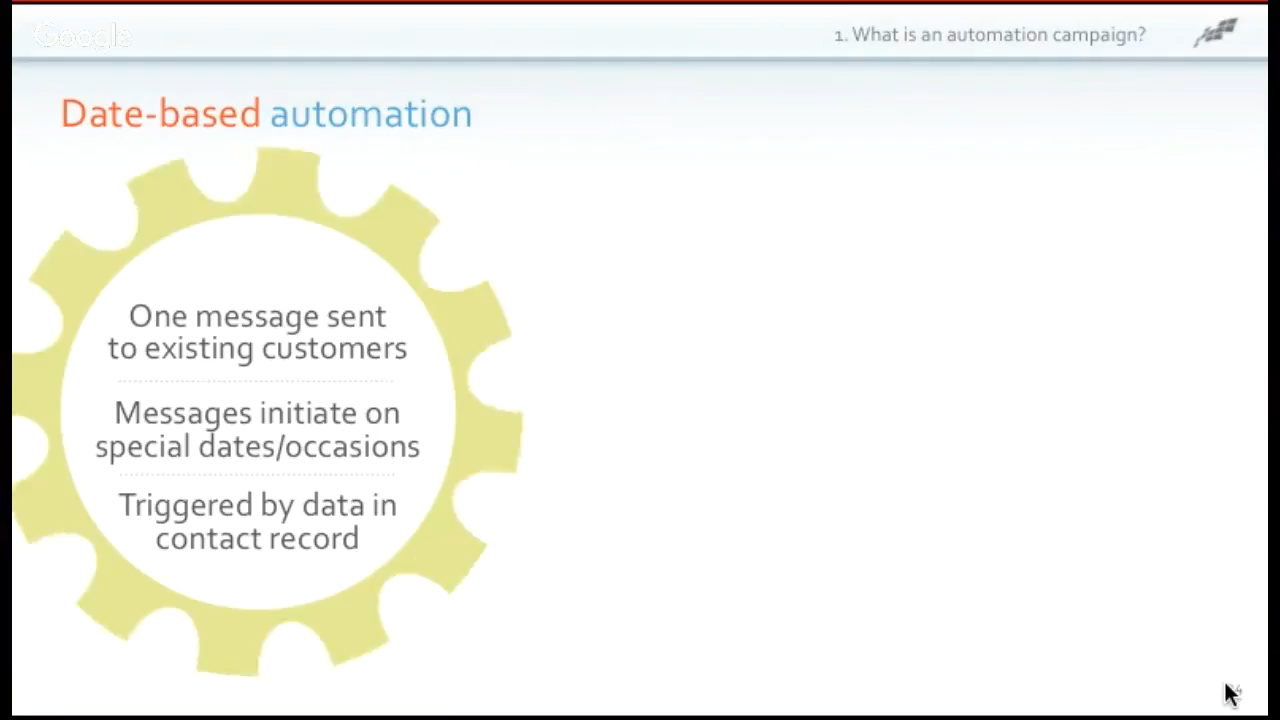 Google
1. What is an automation campaign?
Date-based automation
One message sent
to existing customers
Messages initiate on
special dates/occasions
Triggered by data in
contact record